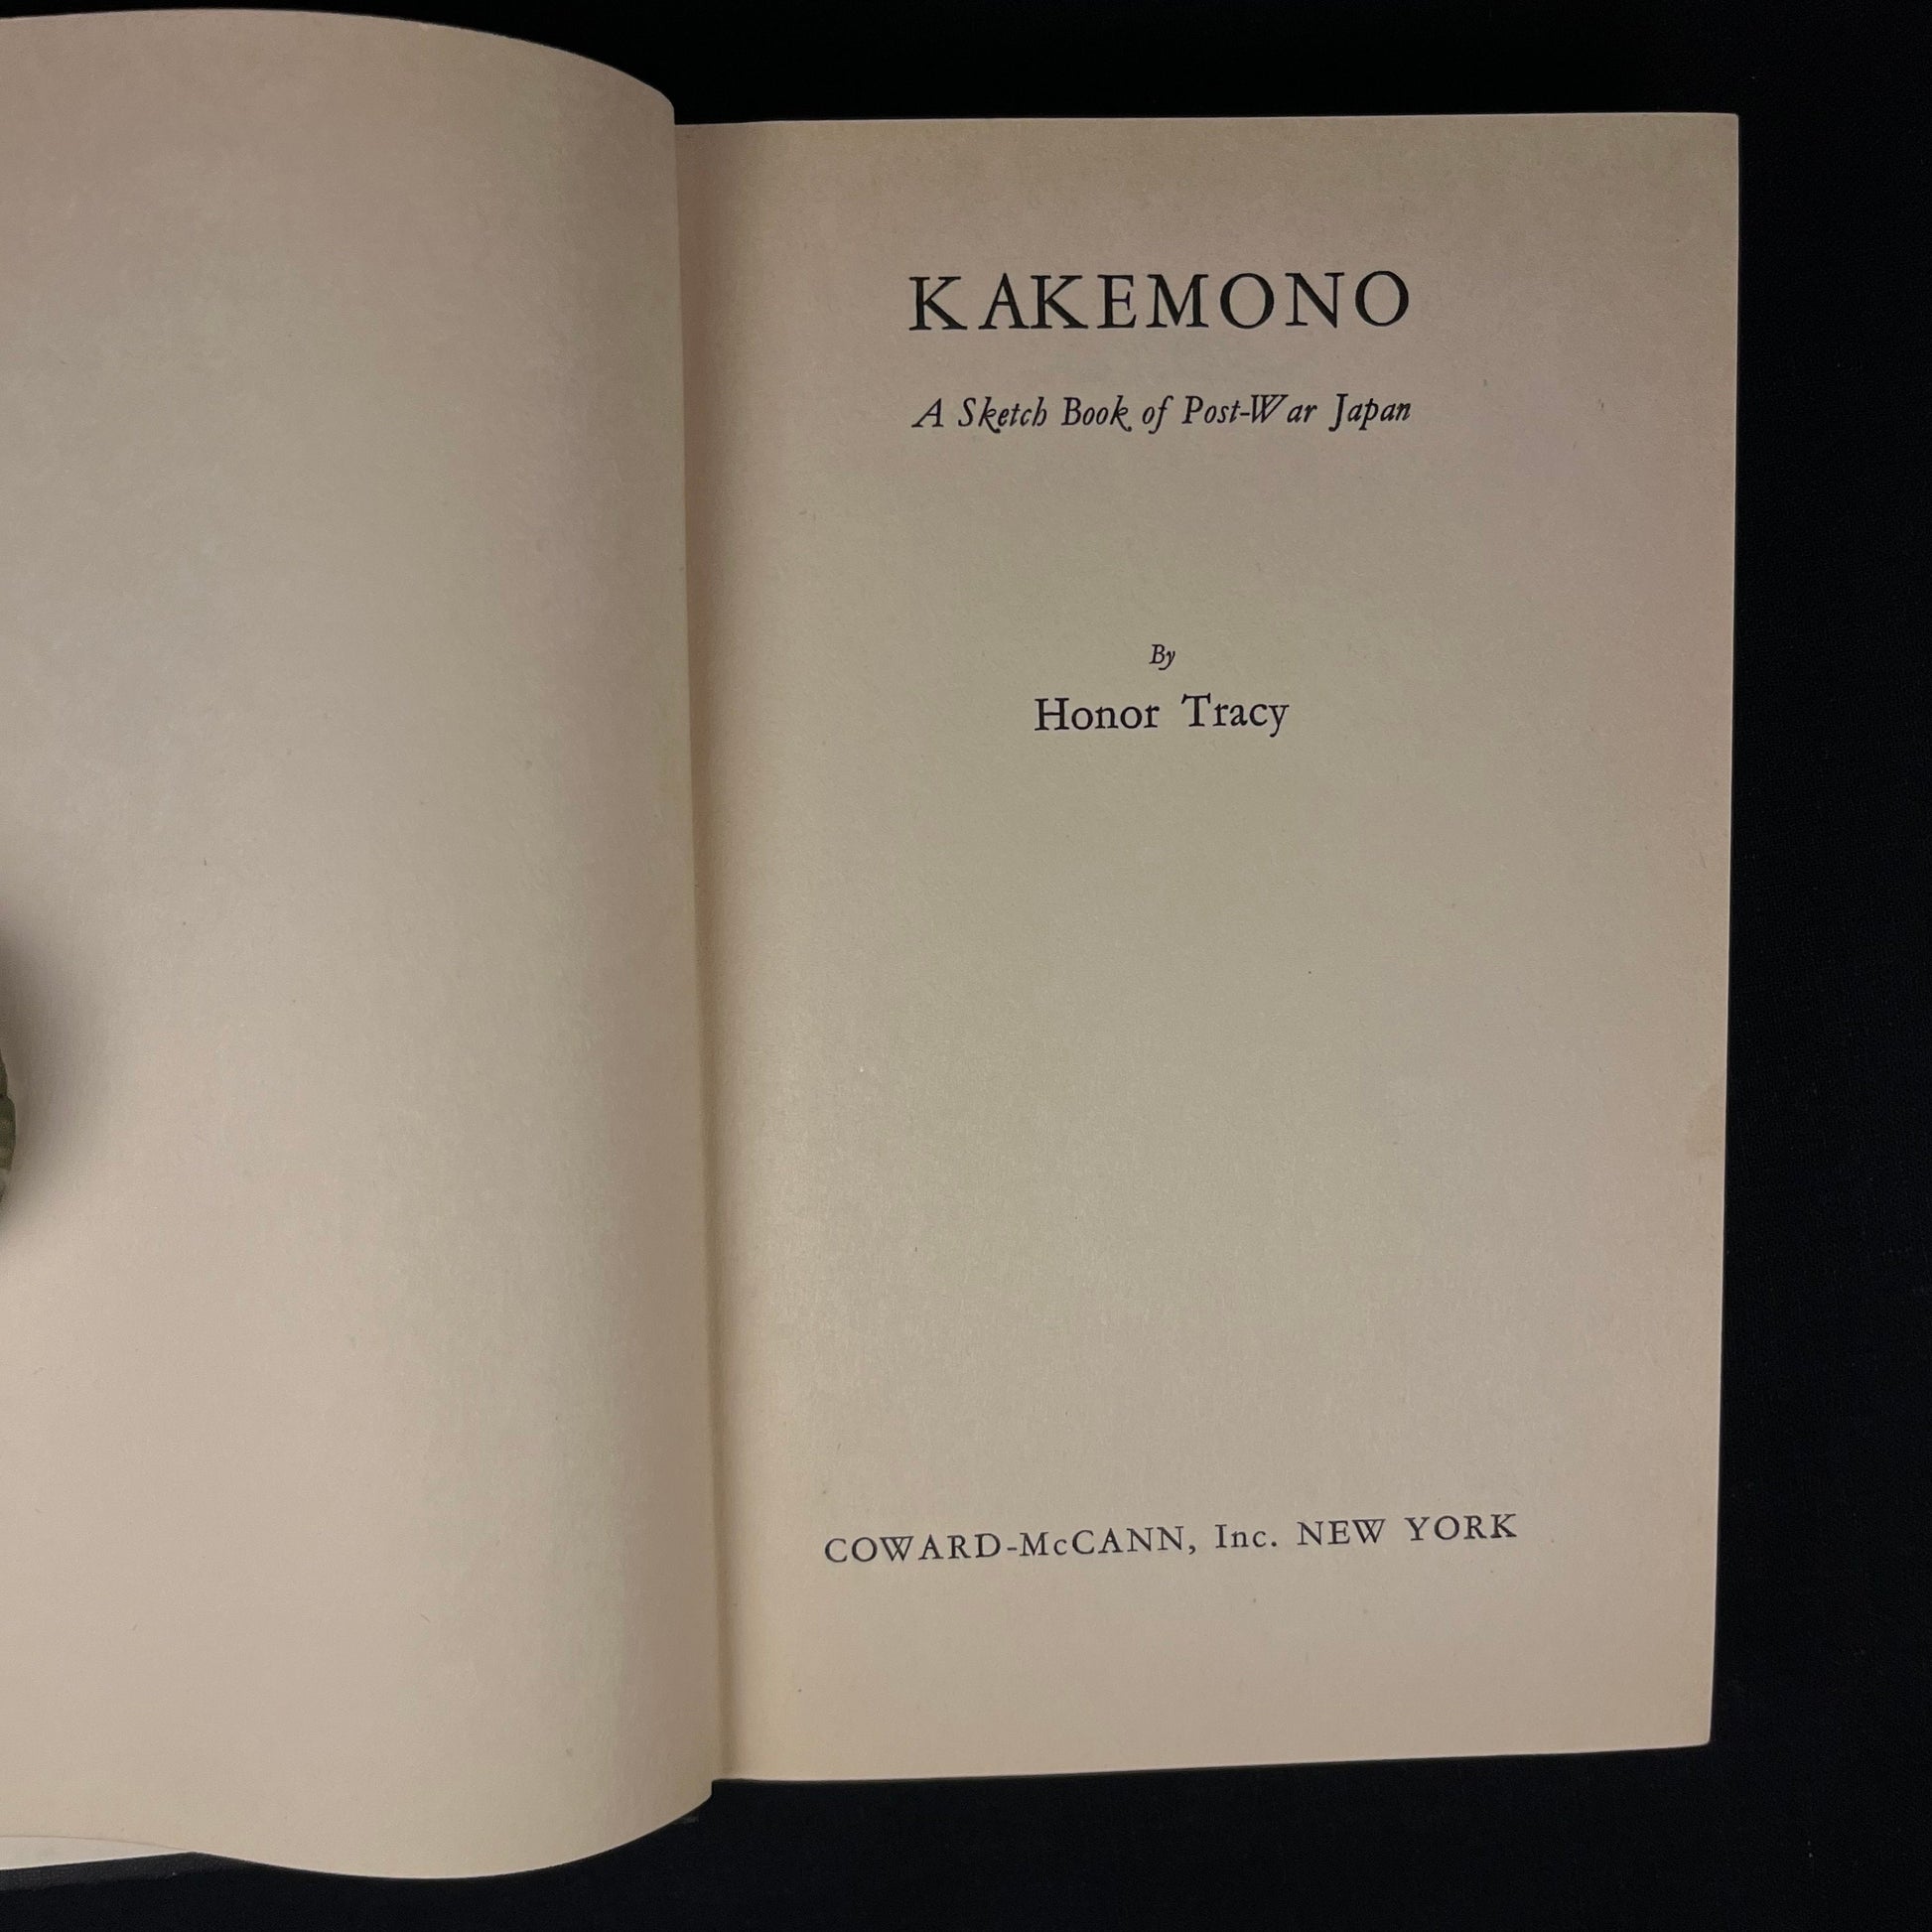 KAKEMONO
A Sketch Book of Post-War Japan
By
Honor Tracy
COWARD-McCANN, Inc. NEW YORK